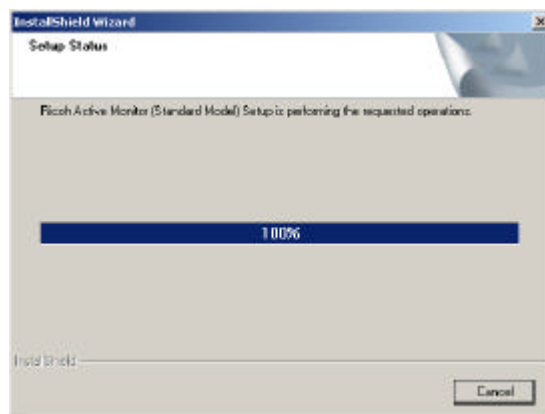 InstallShield Wizard
Setup Status
Ricoh Active Monitor (Standard Model) Setup is performing the requested operations.
100%
InstallShield
Cancel